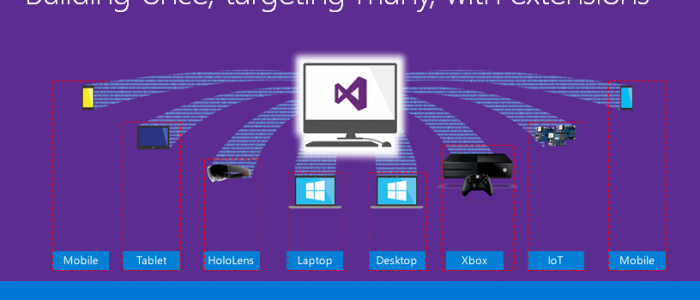 Building once, targeting many, with extensions
Mobile
Tablet
HoloLens
Laptop
Desktop
Xbox
IoT
Mobile